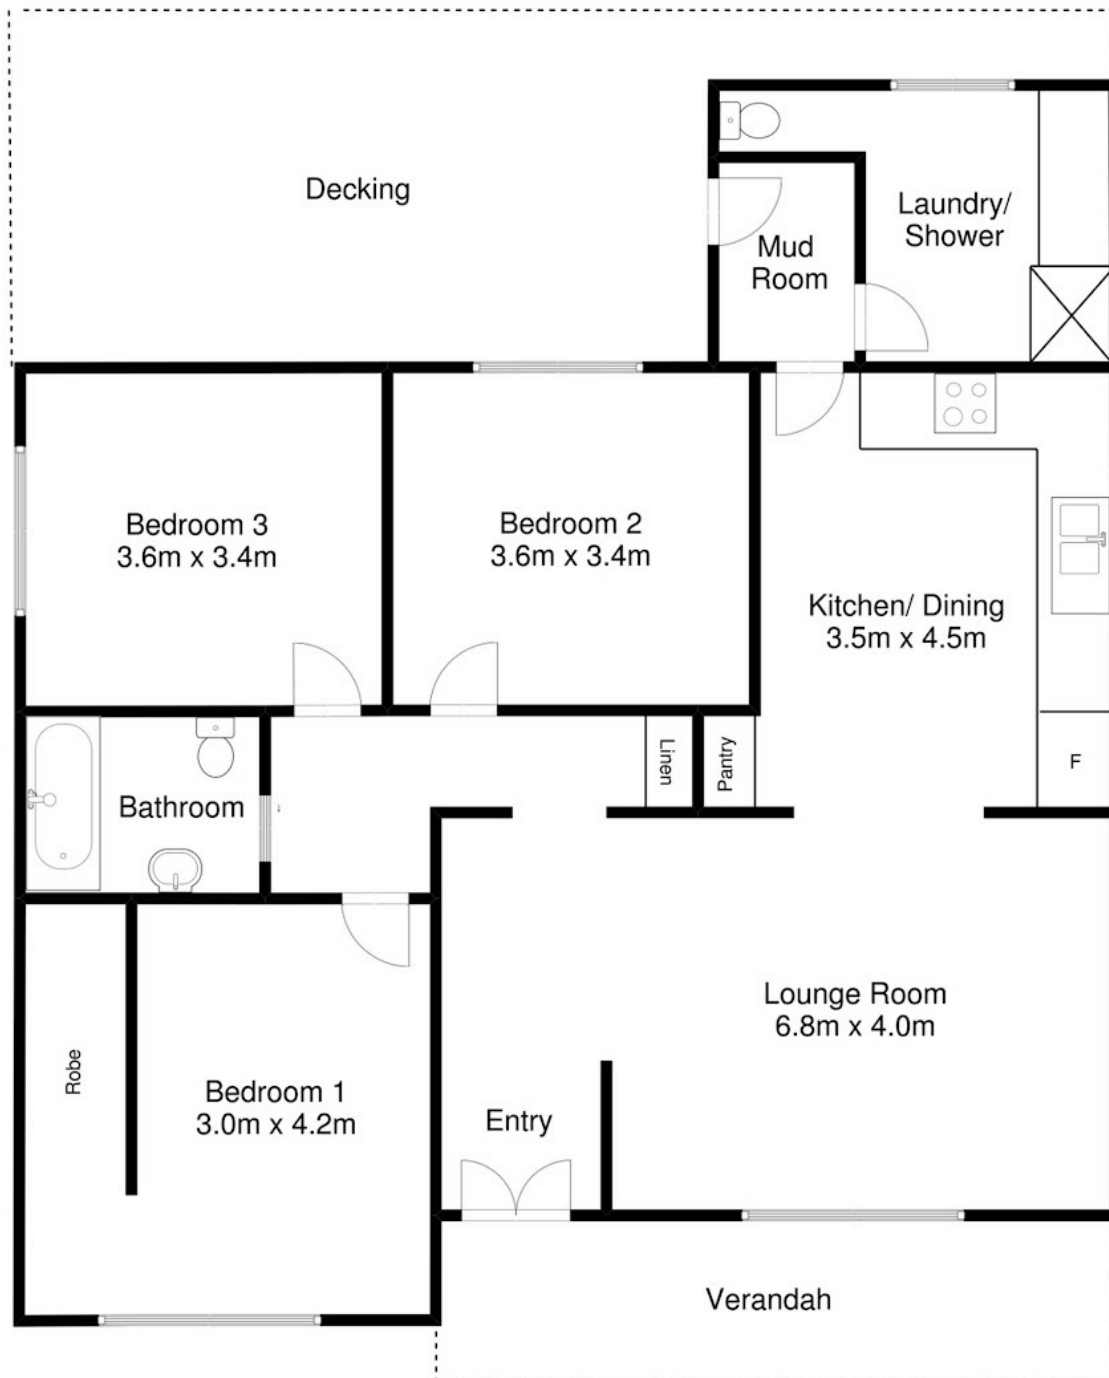 Decking
Laundry/
Shower
Mud
Room
Bedroom 3
3.6m x 3.4m
Bedroom 2
3.6m x 3.4m
Kitchen/ Dining
3.5m x 4.5m
Linen
Pantry
F
Bathroom
Lounge Room
6.8m x 4.0m
Robe
Bedroom 1
3.0m x 4.2m
Entry
Verandah